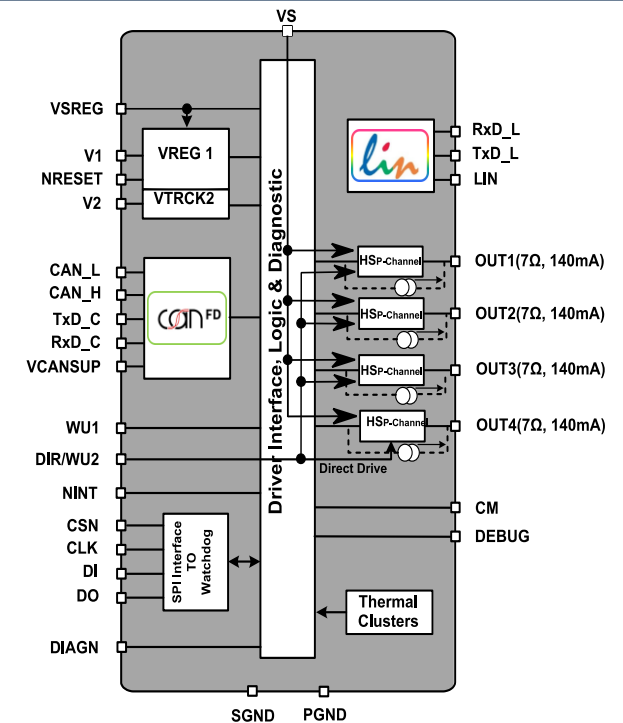 VS
VSREG
V1
NRESET
V2
VREG 1
VTRCK2
CAN_L
CAN_H
TxD_C
RxD_C
VCANSUP
CAN FD
WU1
DIR/WU2
NINT
CSN
CLK
DI
DO
SPI Interface
TO
Watchdog
DIAGN
Driver Interface, Logic & Diagnostic
lin
RxD_L
TxD_L
LIN
HSP-Channel
OUT1(7Ω, 140mA)
HSP-Channel
OUT2(7Ω, 140mA)
HSP-Channel
OUT3(7Ω, 140mA)
HSP-Channel
OUT4(7Ω, 140mA)
Direct Drive
CM
DEBUG
Thermal
Clusters
SGND
PGND